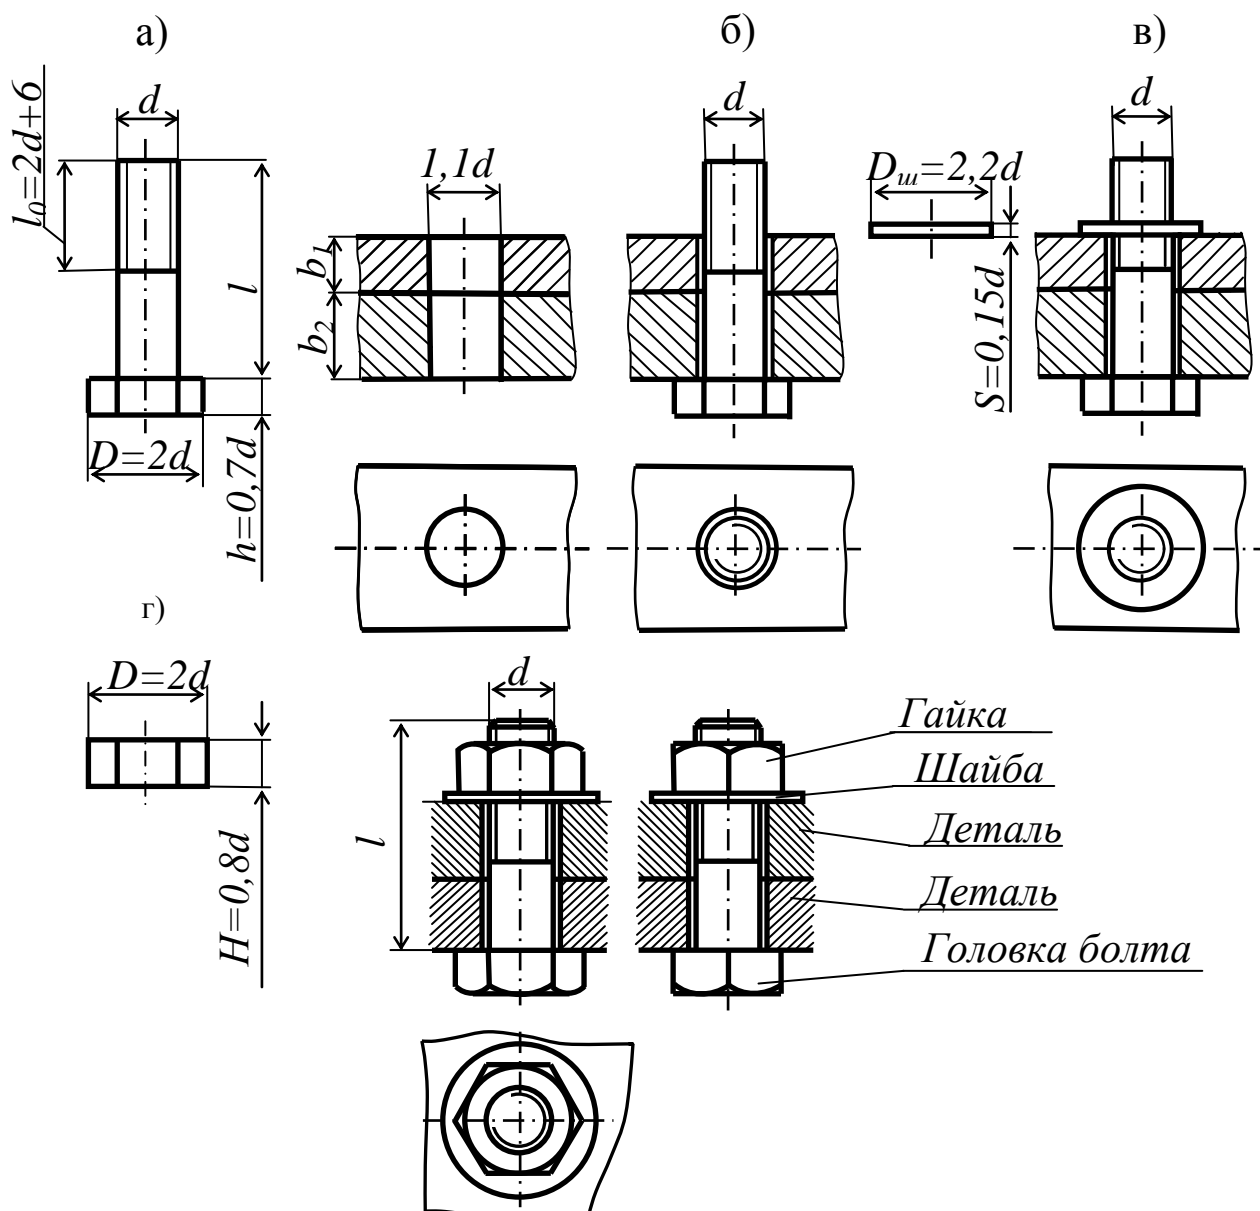 а)
б)
в)
l₀=2d+6
d
l
D=2d
h=0,7d
1,1d
b₁
b₂
d
Dш=2,2d
S=0,15d
d
г)
D=2d
H=0,8d
d
l
Гайка
Шайба
Деталь
Деталь
Головка болта